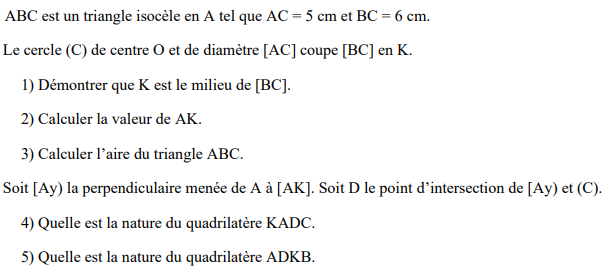 ABC est un triangle isocèle en A tel que AC = 5 cm et BC = 6 cm.
Le cercle (C) de centre O et de diamètre [AC] coupe [BC] en K.
1) Démontrer que K est le milieu de [BC].
2) Calculer la valeur de AK.
3) Calculer l’aire du triangle ABC.
Soit [Ay) la perpendiculaire menée de A à [AK]. Soit D le point d’intersection de [Ay) et (C).
4) Quelle est la nature du quadrilatère KADC.
5) Quelle est la nature du quadrilatère ADKB.